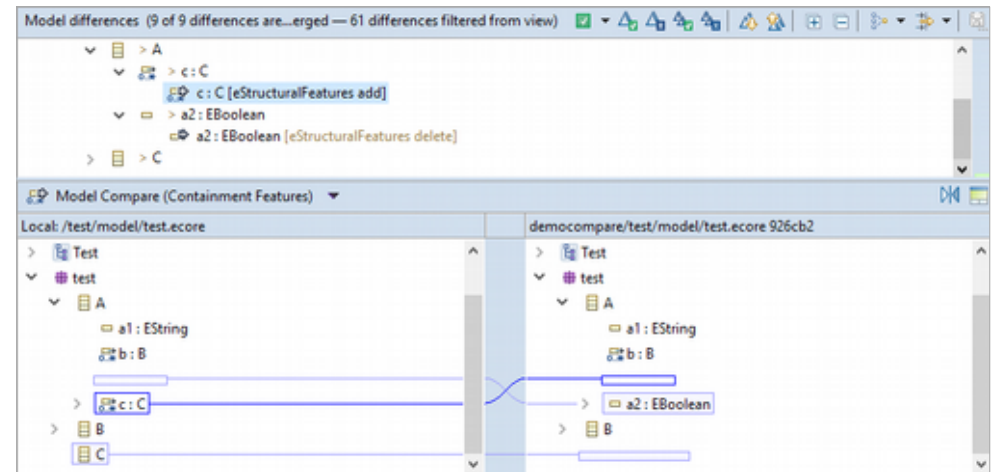 Model differences (9 of 9 differences are...erged — 61 differences filtered from view)
> A
> c : C
c : C [eStructuralFeatures add]
> a2 : EBoolean
a2 : EBoolean [eStructuralFeatures delete]
> C
Model Compare (Containment Features)
Local: /test/model/test.ecore
democompare/test/model/test.ecore 926cb2
Test
Test
test
test
A
A
a1 : EString
a1 : EString
b : B
b : B
c : C
a2 : EBoolean
B
B
C